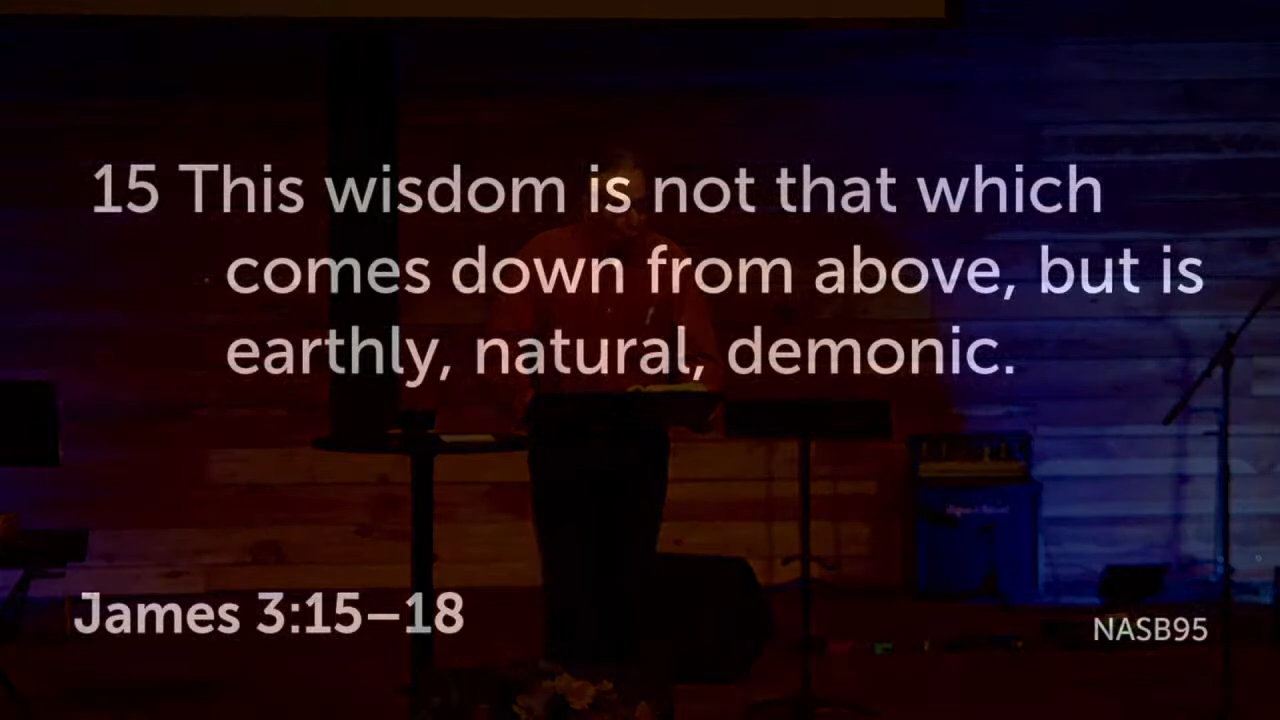 15 This wisdom is not that which
comes down from above, but is
earthly, natural, demonic.
James 3:15–18
NASB95